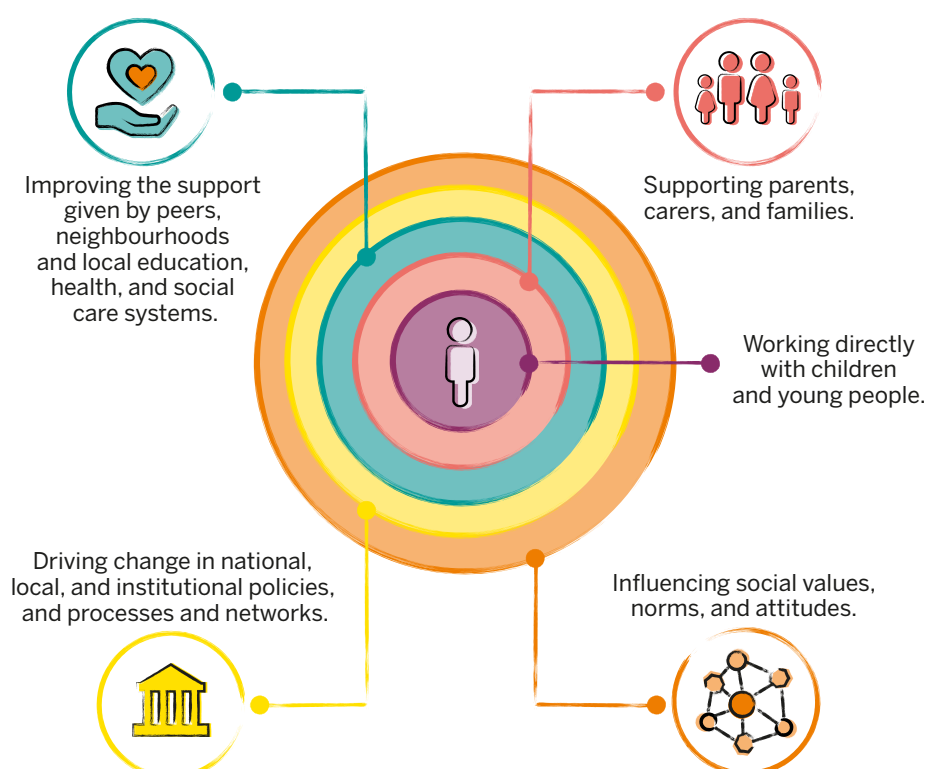 Improving the support
given by peers,
neighbourhoods
and local education,
health, and social
care systems.
Supporting parents,
carers, and families.
Working directly
with children
and young people.
Driving change in national,
local, and institutional policies,
and processes and networks.
Influencing social values,
norms, and attitudes.